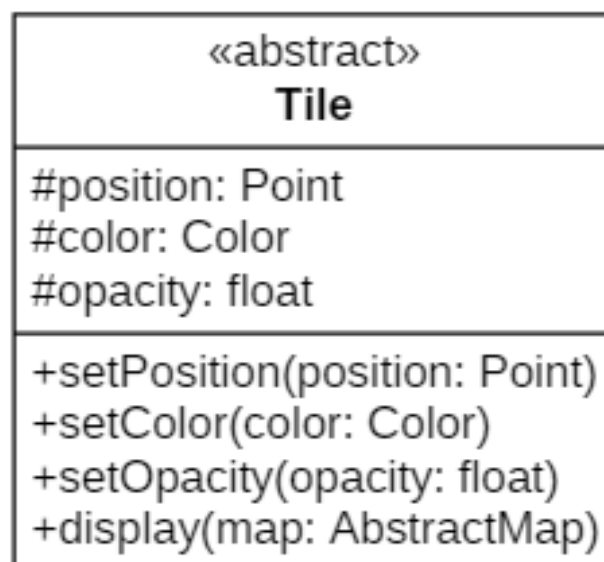 «abstract»
Tile
#position: Point
#color: Color
#opacity: float
+setPosition(position: Point)
+setColor(color: Color)
+setOpacity(opacity: float)
+display(map: AbstractMap)